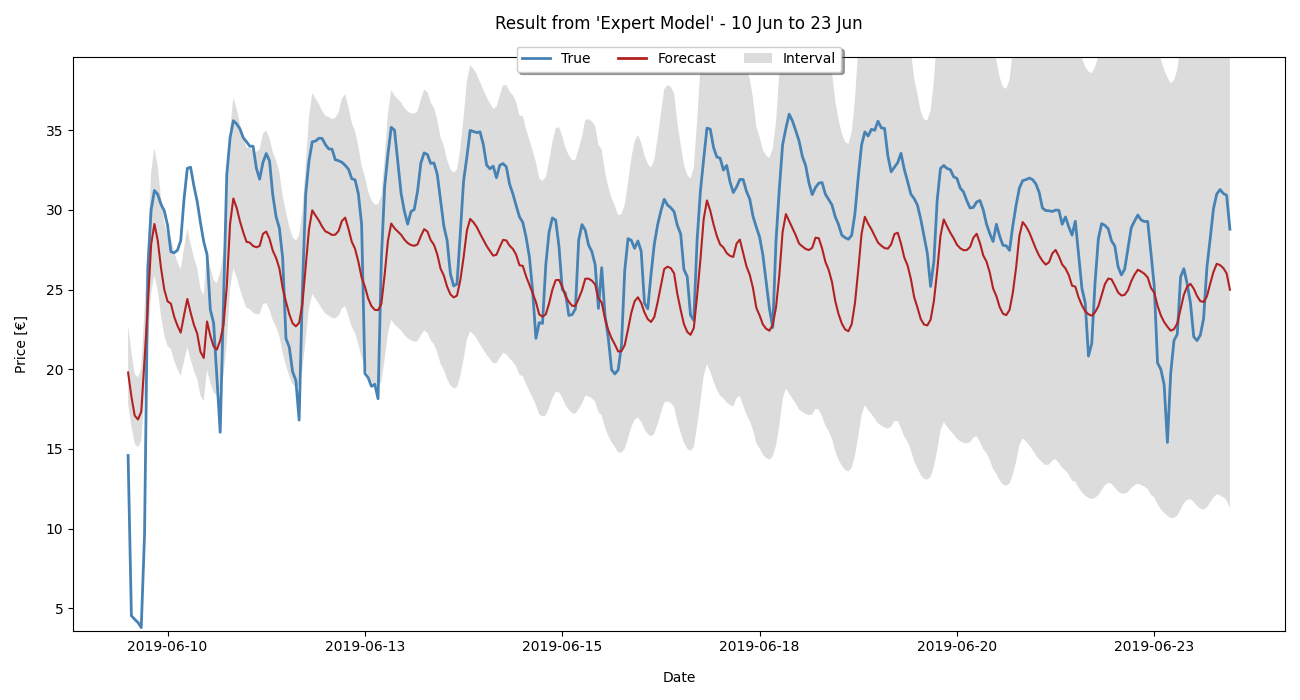 Result from 'Expert Model' - 10 Jun to 23 Jun
True Forecast Interval
Price [€]
35
30
25
20
15
10
5
2019-06-10 2019-06-13 2019-06-15 2019-06-18 2019-06-20 2019-06-23
Date